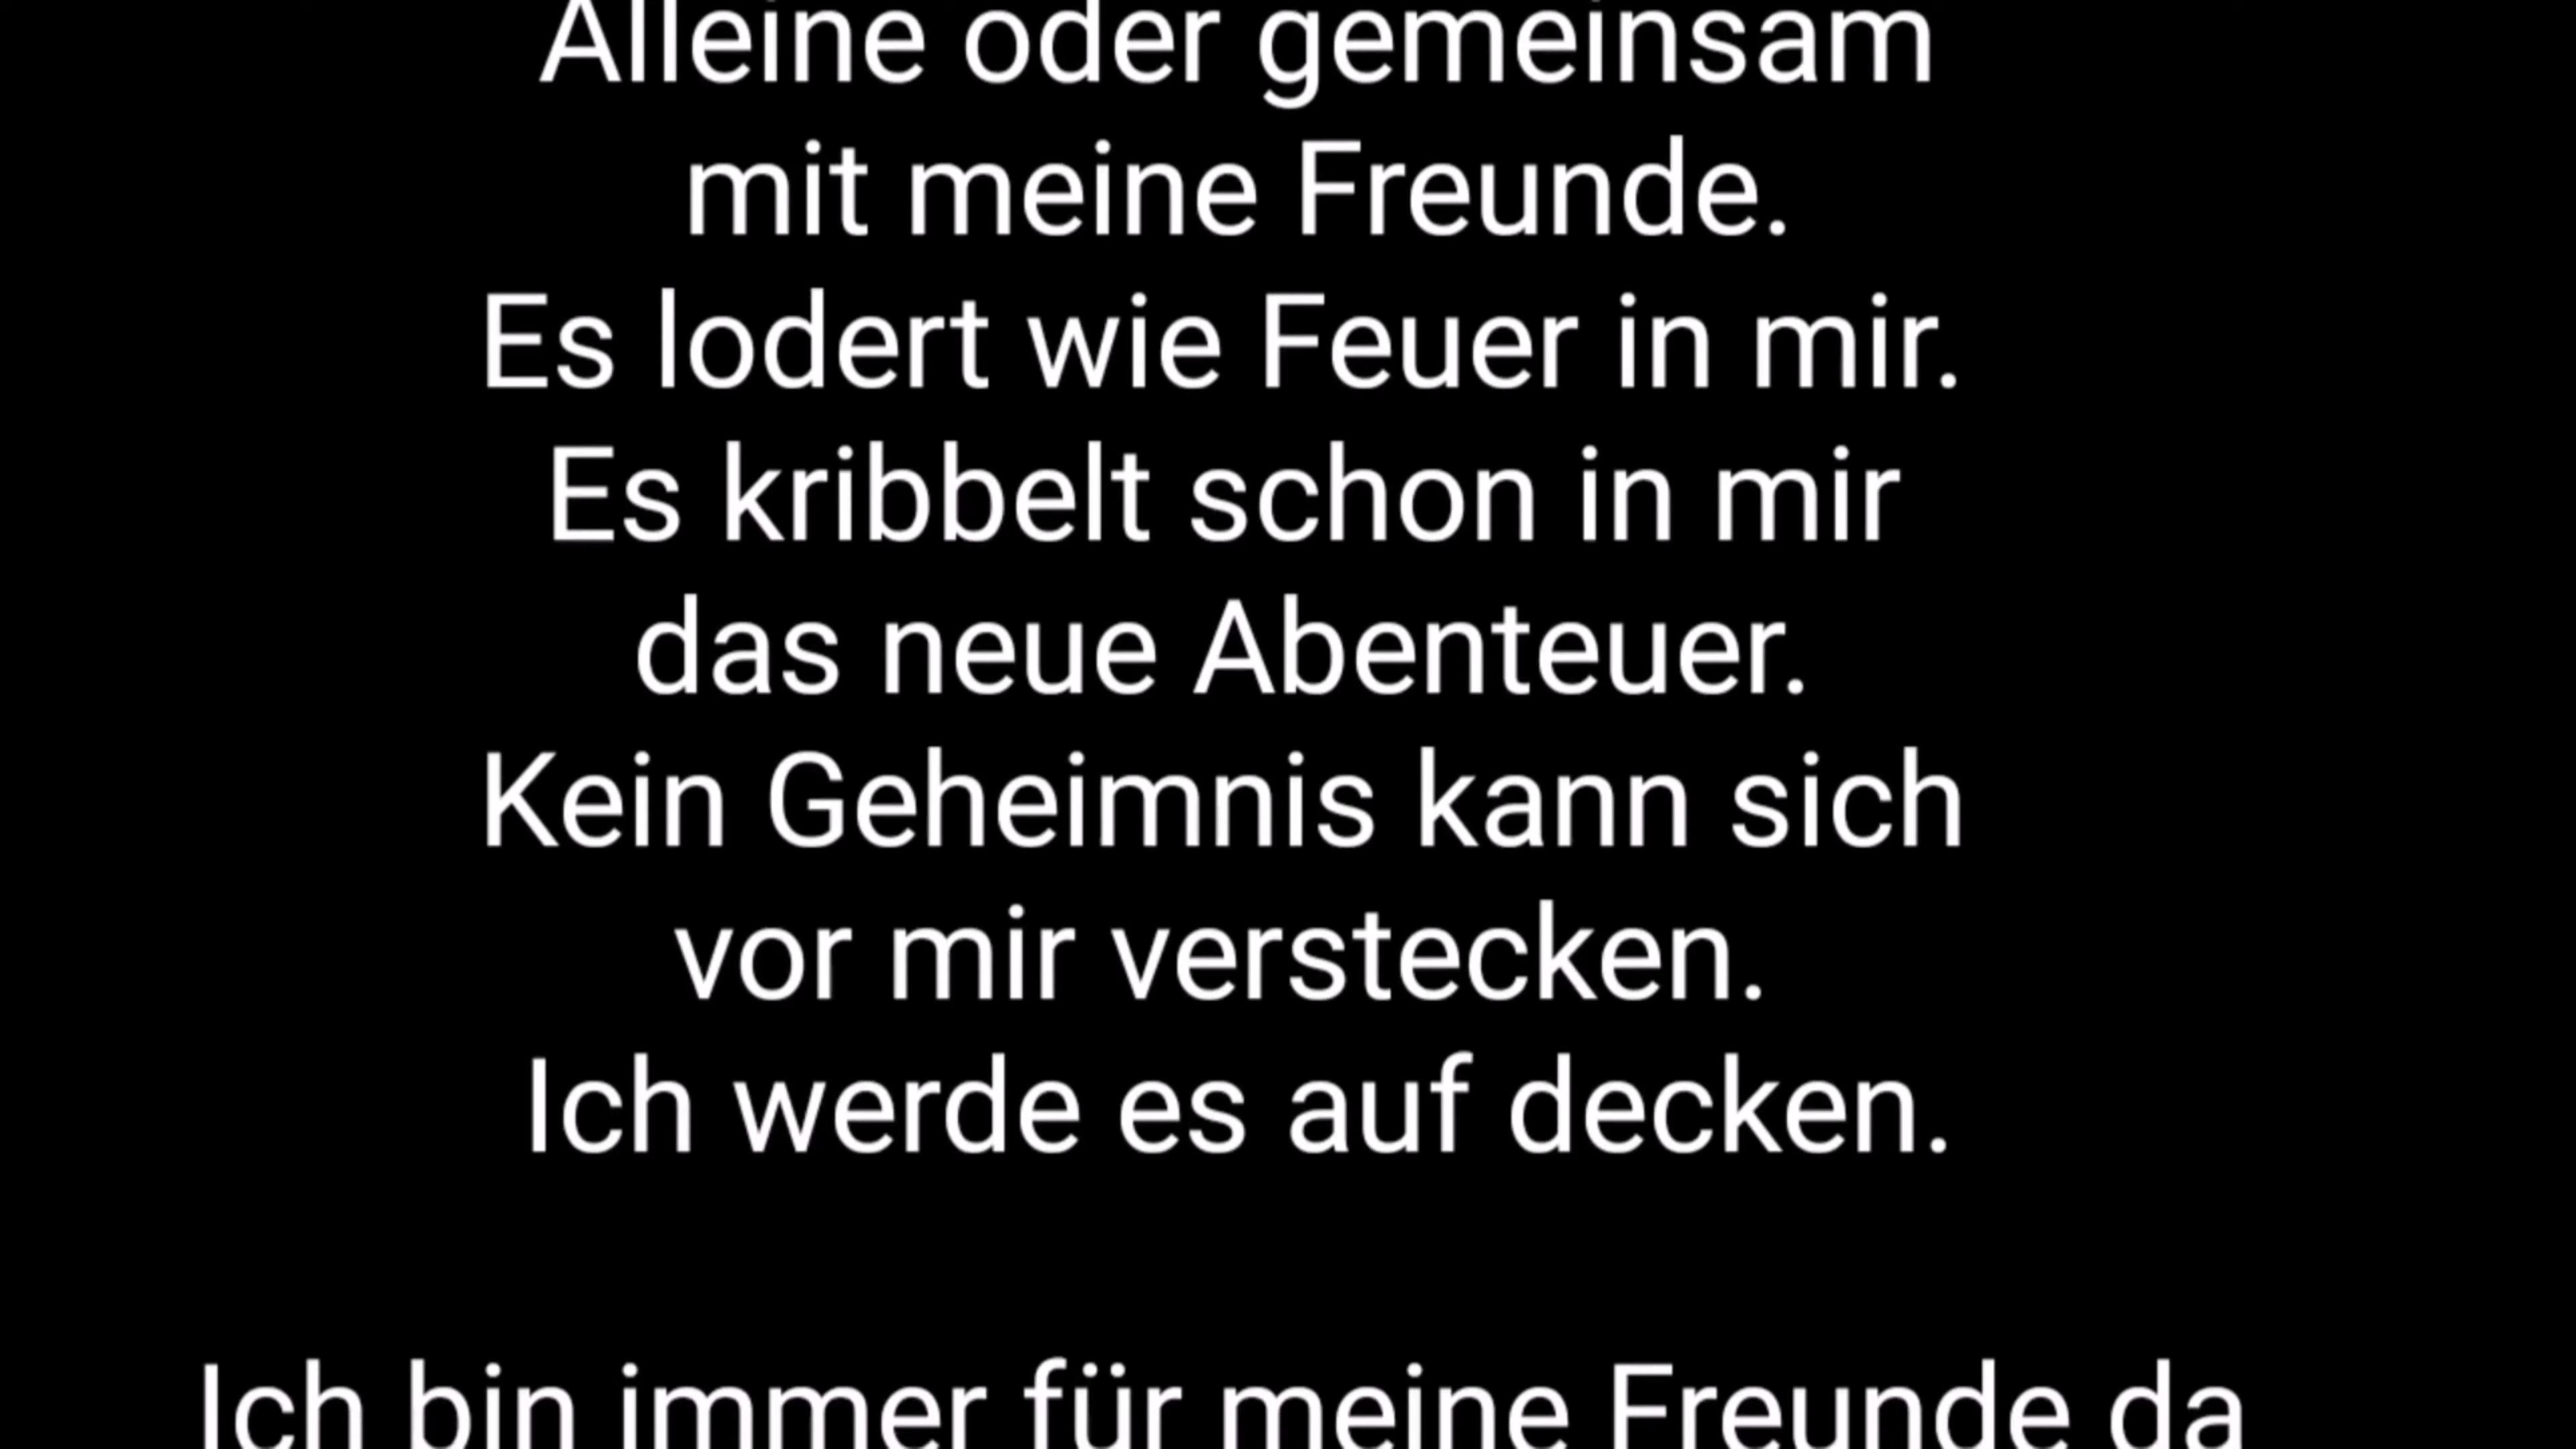 Alleine oder gemeinsam
mit meine Freunde.
Es lodert wie Feuer in mir.
Es kribbelt schon in mir
das neue Abenteuer.
Kein Geheimnis kann sich
vor mir verstecken.
Ich werde es auf decken.
Ich bin immer für meine Freunde da